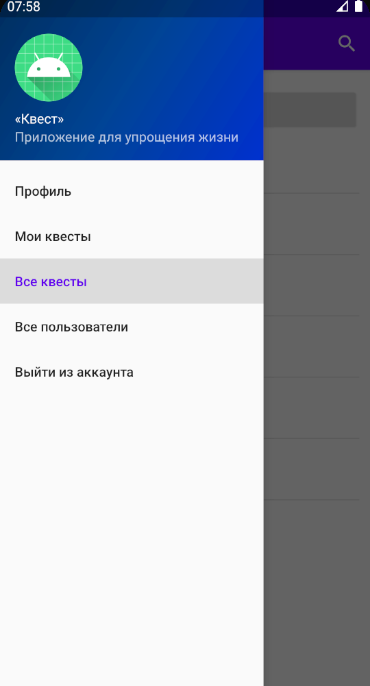 07:58
«Квест»
Приложение для упрощения жизни
Профиль
Мои квесты
Все квесты
Все пользователи
Выйти из аккаунта